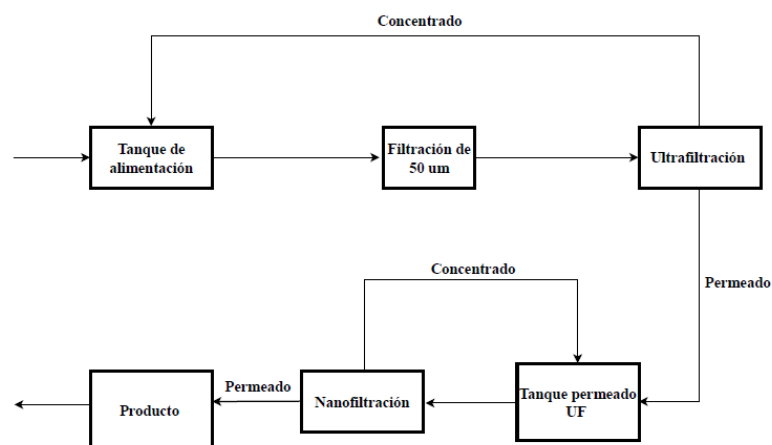 Concentrado
Tanque de
alimentación
Filtración de
50 um
Ultrafiltración
Concentrado
Permeado
Producto
Permeado
Nanofiltración
Tanque permeado
UF